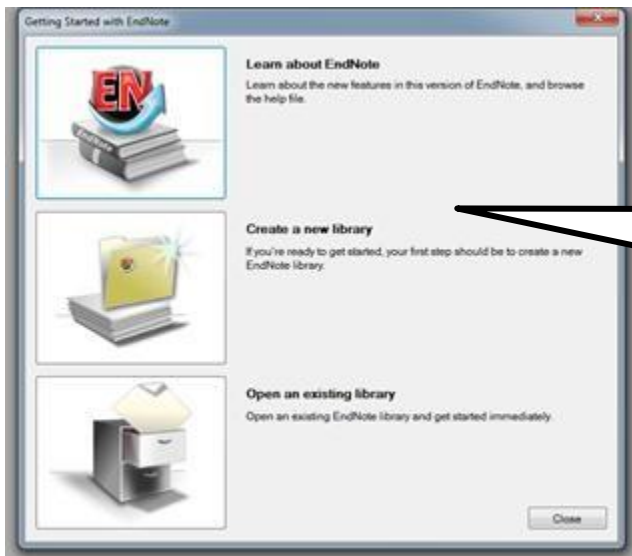 Getting Started with EndNote
EN
EndNote
Learn about EndNote
Learn about the new features in this version of EndNote, and browse
the help file.
Create a new library
If you're ready to get started, your first step should be to create a new
EndNote library.
Open an existing library
Open an existing EndNote library and get started immediately.
Close